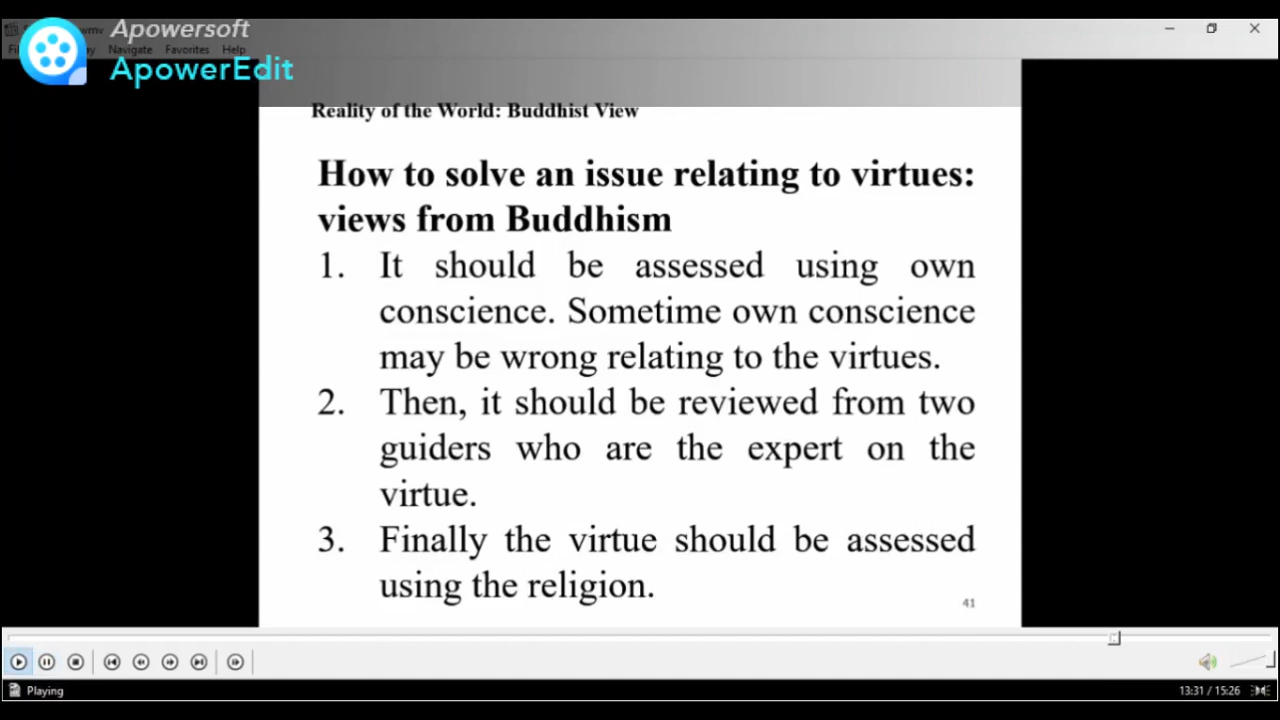 Apowersoft
ApowerEdit
Navigate Favorites Help
Reality of the World: Buddhist View
How to solve an issue relating to virtues:
views from Buddhism
1. It should be assessed using own
conscience. Sometime own conscience
may be wrong relating to the virtues.
2. Then, it should be reviewed from two
guiders who are the expert on the
virtue.
3. Finally the virtue should be assessed
using the religion.
41
Playing
13:31 / 15:26